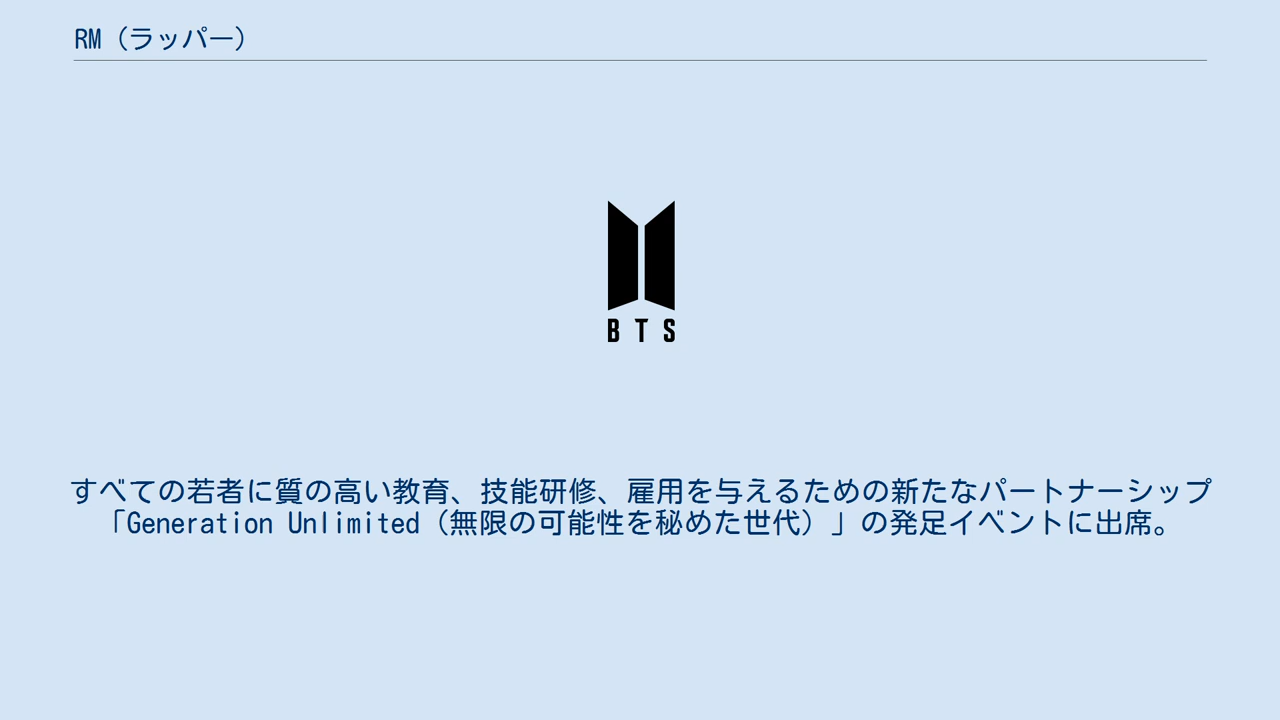 RM（ラッパー）
BTS
すべての若者に質の高い教育、技能研修、雇用を与えるための新たなパートナーシップ
「Generation Unlimited（無限の可能性を秘めた世代）」の発足イベントに出席。